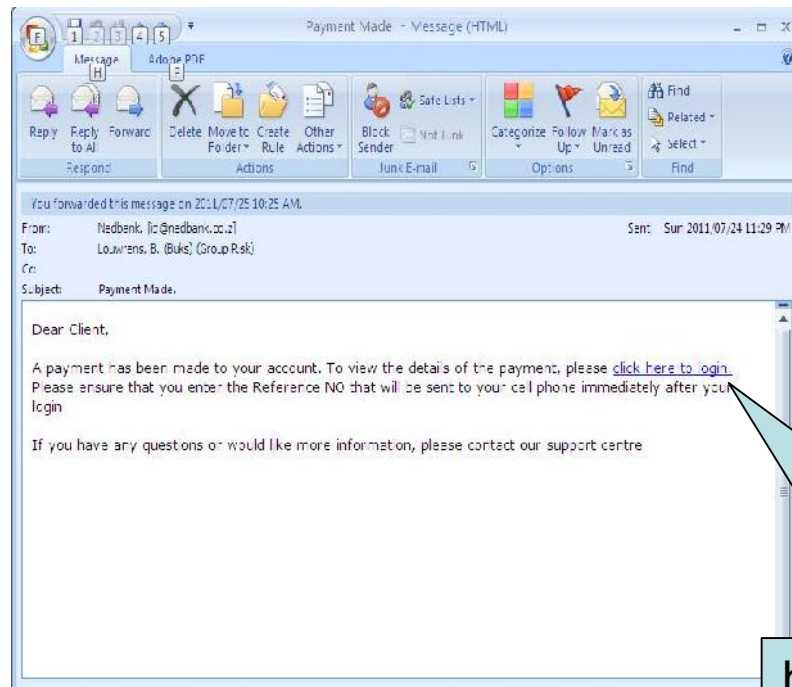 Payment Made. - Message (HTML)
1 2 3 4 5
Message Adobe PDF
H
Reply Reply to All Forward Delete Move to Folder Create Rule Other Actions Block Sender Safe Lists Not Junk Categorize Follow Up Mark as Unread Find Related Select
Respond Actions Junk E-mail Options Find
You forwarded this message on 2011/07/25 10:25 AM.
From: Nedbank. Sent: Sun 2011/07/24 11:29 PM
To: Louwrens, B. (Buks) (Group Risk)
Cc:
Subject: Payment Made.
Dear Client,
A payment has been made to your account. To view the details of the payment, please click here to login.
Please ensure that you enter the Reference NO that will be sent to your cell phone immediately after your
login
If you have any questions or would like more information, please contact our support centre